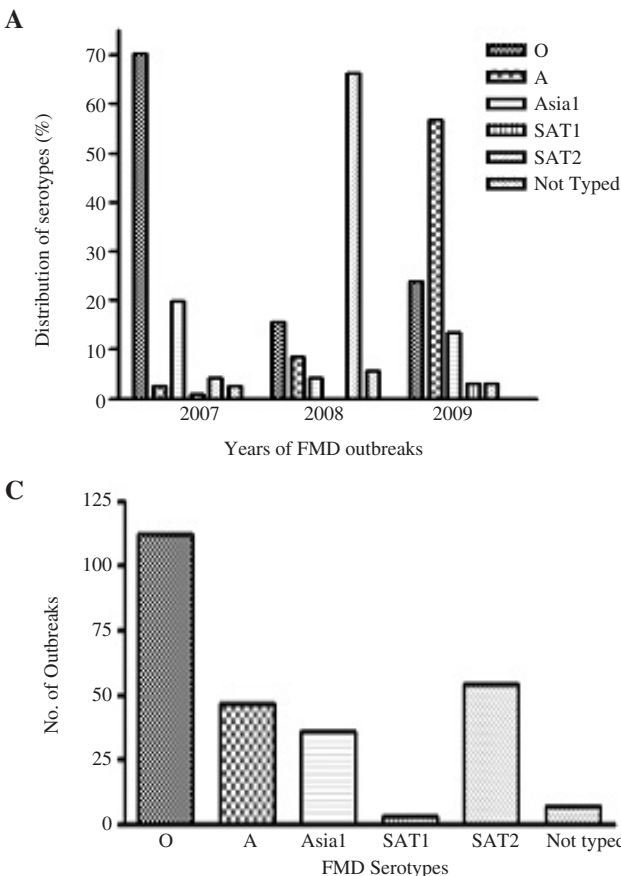 A
Distribution of serotypes (%)
70
60
50
40
30
20
10
0
O
A
Asia1
SAT1
SAT2
Not Typed
2007 2008 2009
Years of FMD outbreaks
C
No. of Outbreaks
125
100
75
50
25
0
O A Asia1 SAT1 SAT2 Not typed
FMD Serotypes